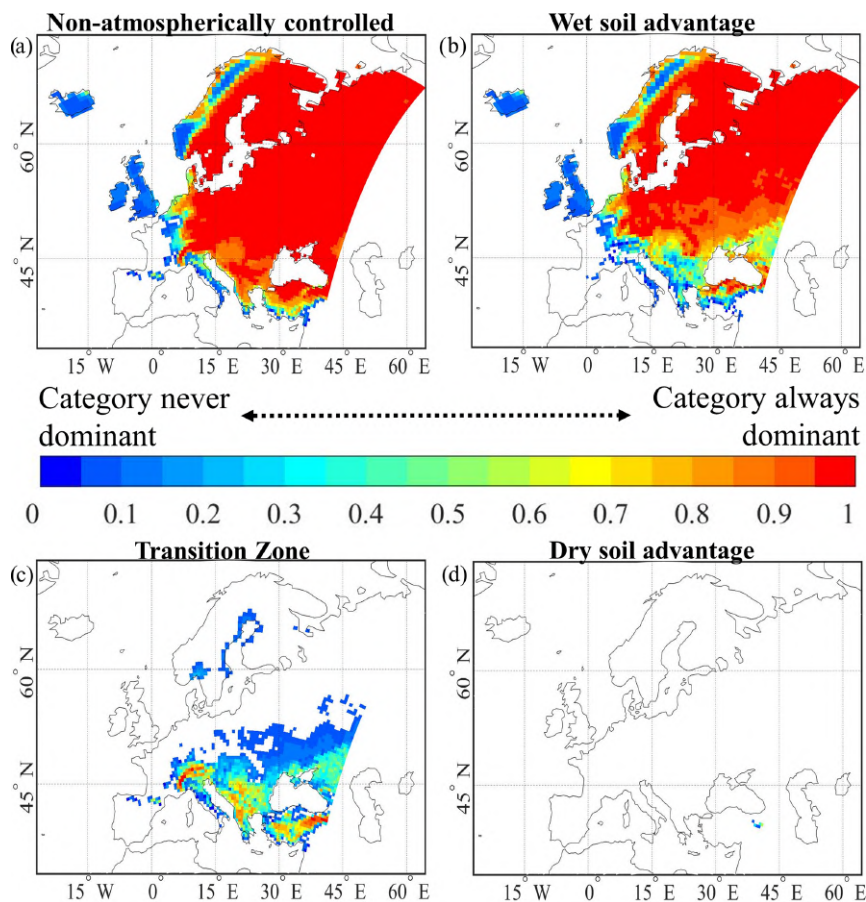 Non-atmospherically controlled
Wet soil advantage
(a)
(b)
60° N
45° N
60° N
45° N
15° W 0° 15° E 30° E 45° E 60° E
15° W 0° 15° E 30° E 45° E 60° E
Category never
dominant
Category always
dominant
0 0.1 0.2 0.3 0.4 0.5 0.6 0.7 0.8 0.9 1
Transition Zone
Dry soil advantage
(c)
(d)
60° N
45° N
60° N
45° N
15° W 0° 15° E 30° E 45° E 60° E
15° W 0° 15° E 30° E 45° E 60° E